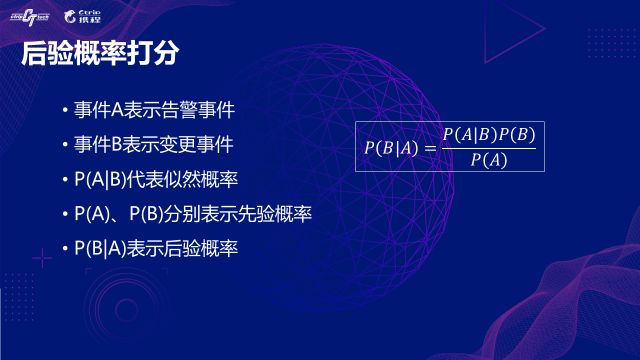 ctrip tech
Ctrip
携程
后验概率打分
• 事件A表示告警事件
• 事件B表示变更事件
• P(A|B)代表似然概率
• P(A)、P(B)分别表示先验概率
• P(B|A)表示后验概率
P(B|A) = P(A|B)P(B) / P(A)